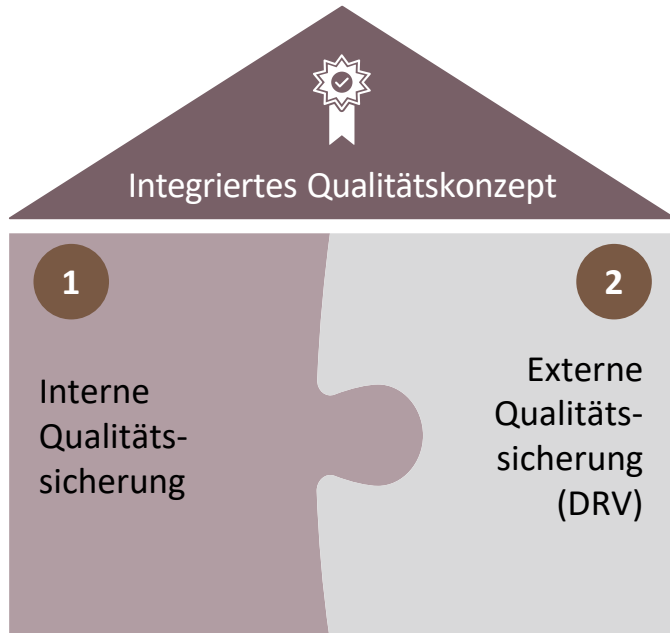 Integriertes Qualitätskonzept
1
2
Interne
Qualitäts-
sicherung
Externe
Qualitäts-
sicherung
(DRV)